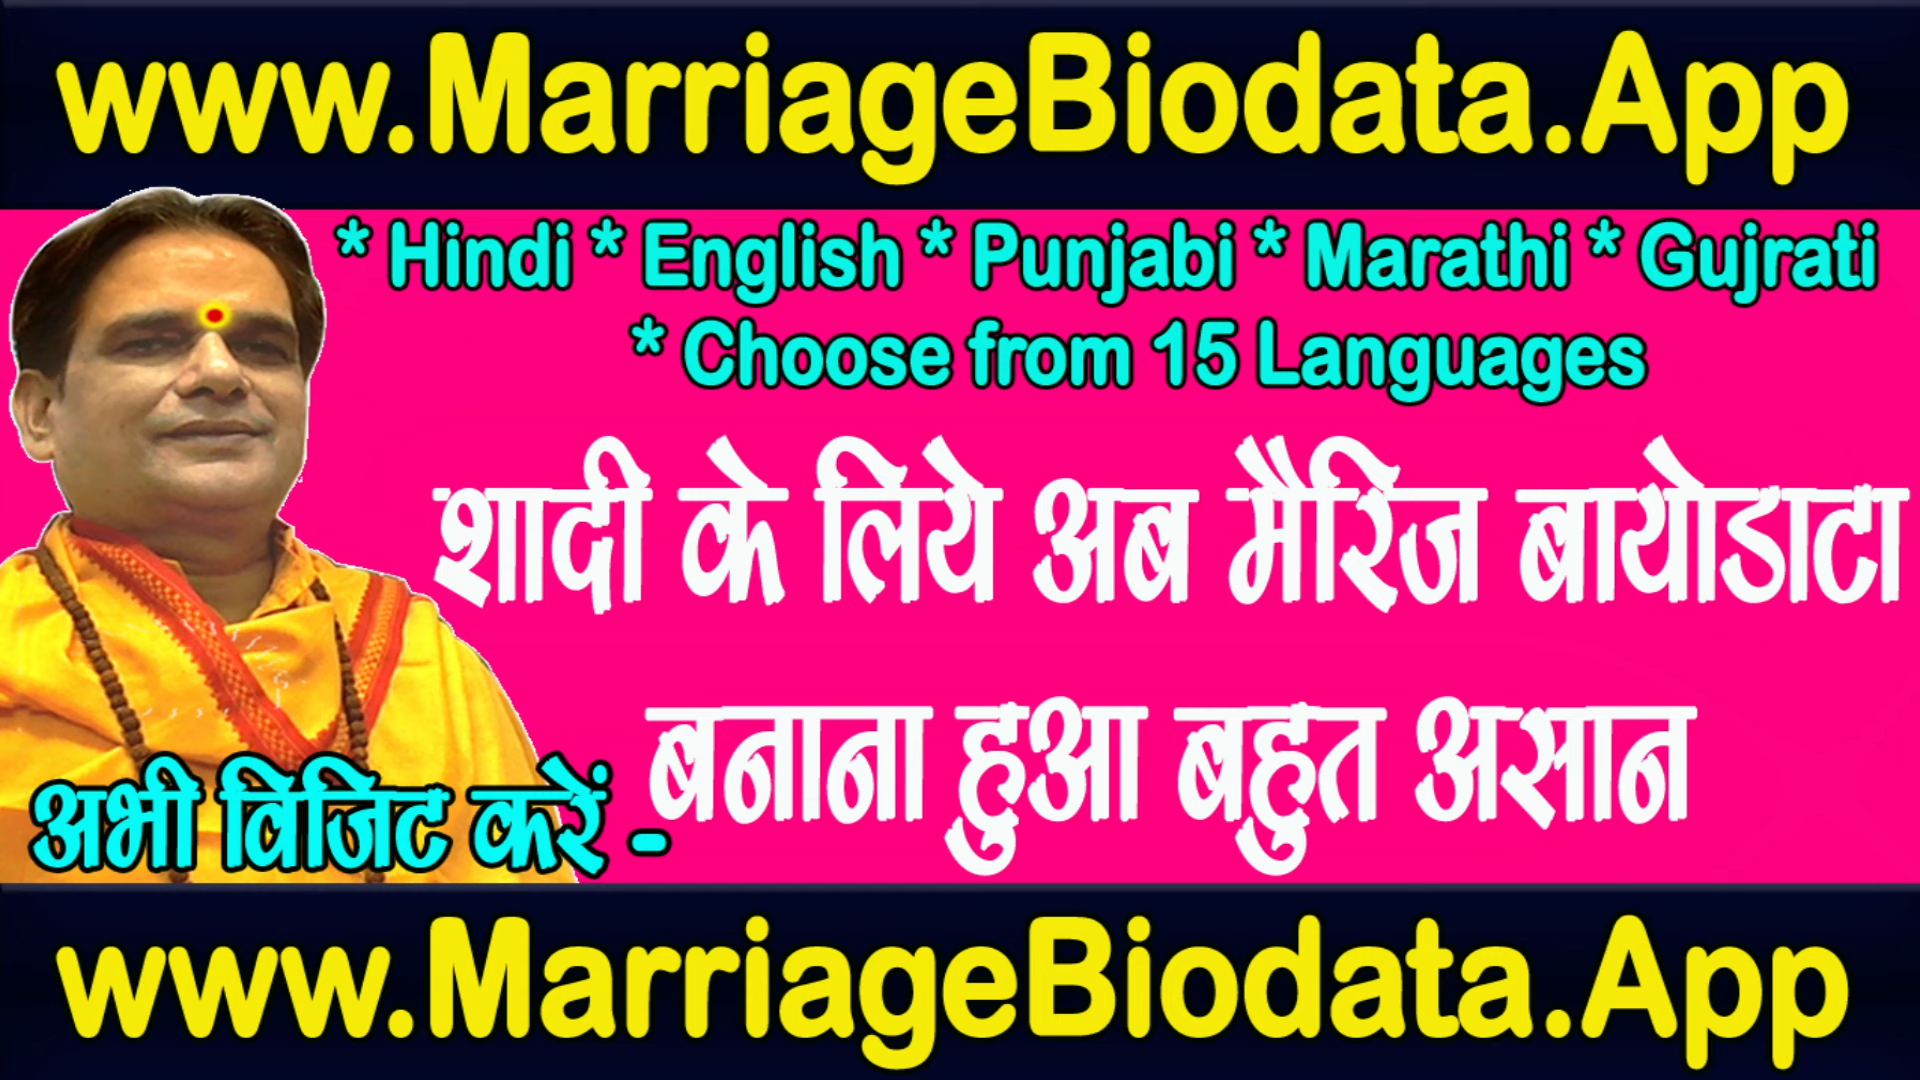 www.MarriageBiodata.App
* Hindi * English * Punjabi * Marathi * Gujrati
* Choose from 15 Languages
शादी के लिये अब मैरिज बायोडाटा
बनाना हुआ बहुत असान
अभी विजिट करें -
www.MarriageBiodata.App